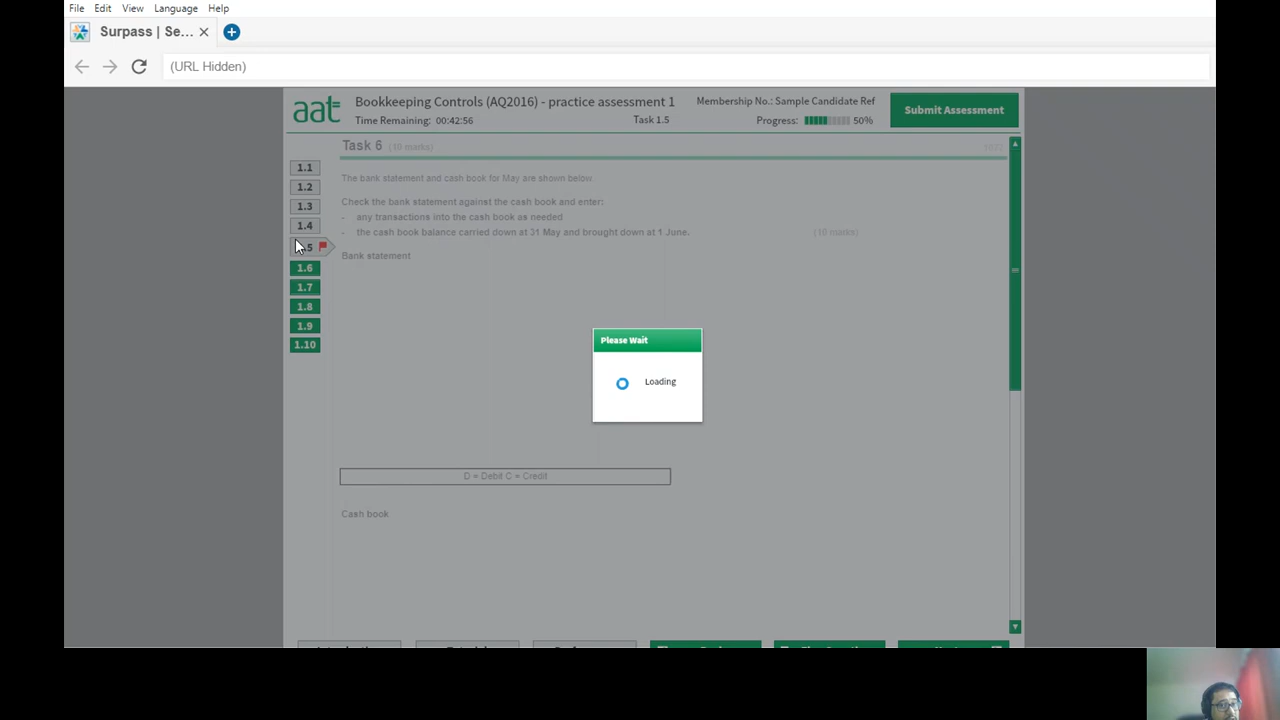 File Edit View Language Help
Surpass | Se...
(URL Hidden)
aat
Bookkeeping Controls (AQ2016) - practice assessment 1
Membership No.: Sample Candidate Ref
Submit Assessment
Time Remaining: 00:42:56
Task 1.5
Progress: 50%
Task 6 (10 marks)
1.1
1.2
1.3
1.4
5
1.6
1.7
1.8
1.9
1.10
The bank statement and cash book for May are shown below
Check the bank statement against the cash book and enter:
- any transactions into the cash book as needed
- the cash book balance carried down at 31 May and brought down at 1 June.
(10 marks)
Bank statement
Please Wait
Loading
D = Debit C = Credit
Cash book